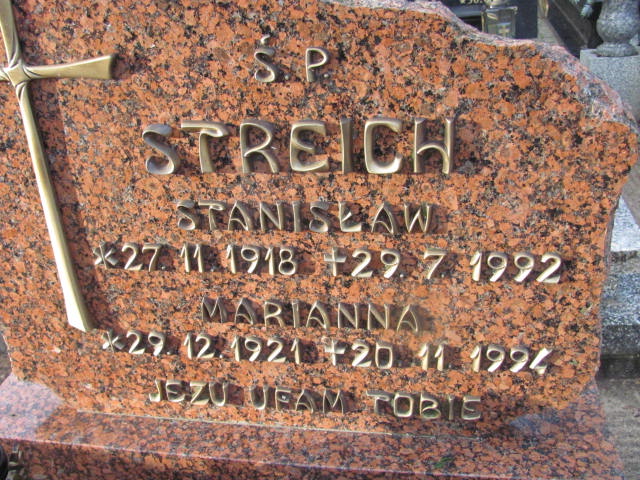 Ś. P.
STREICH
STANISŁAW
*27. 11. 1918 +29. 7. 1992
MARIANNA
*29. 12. 1921 +20. 11. 1994
JEZU UFAM TOBIE